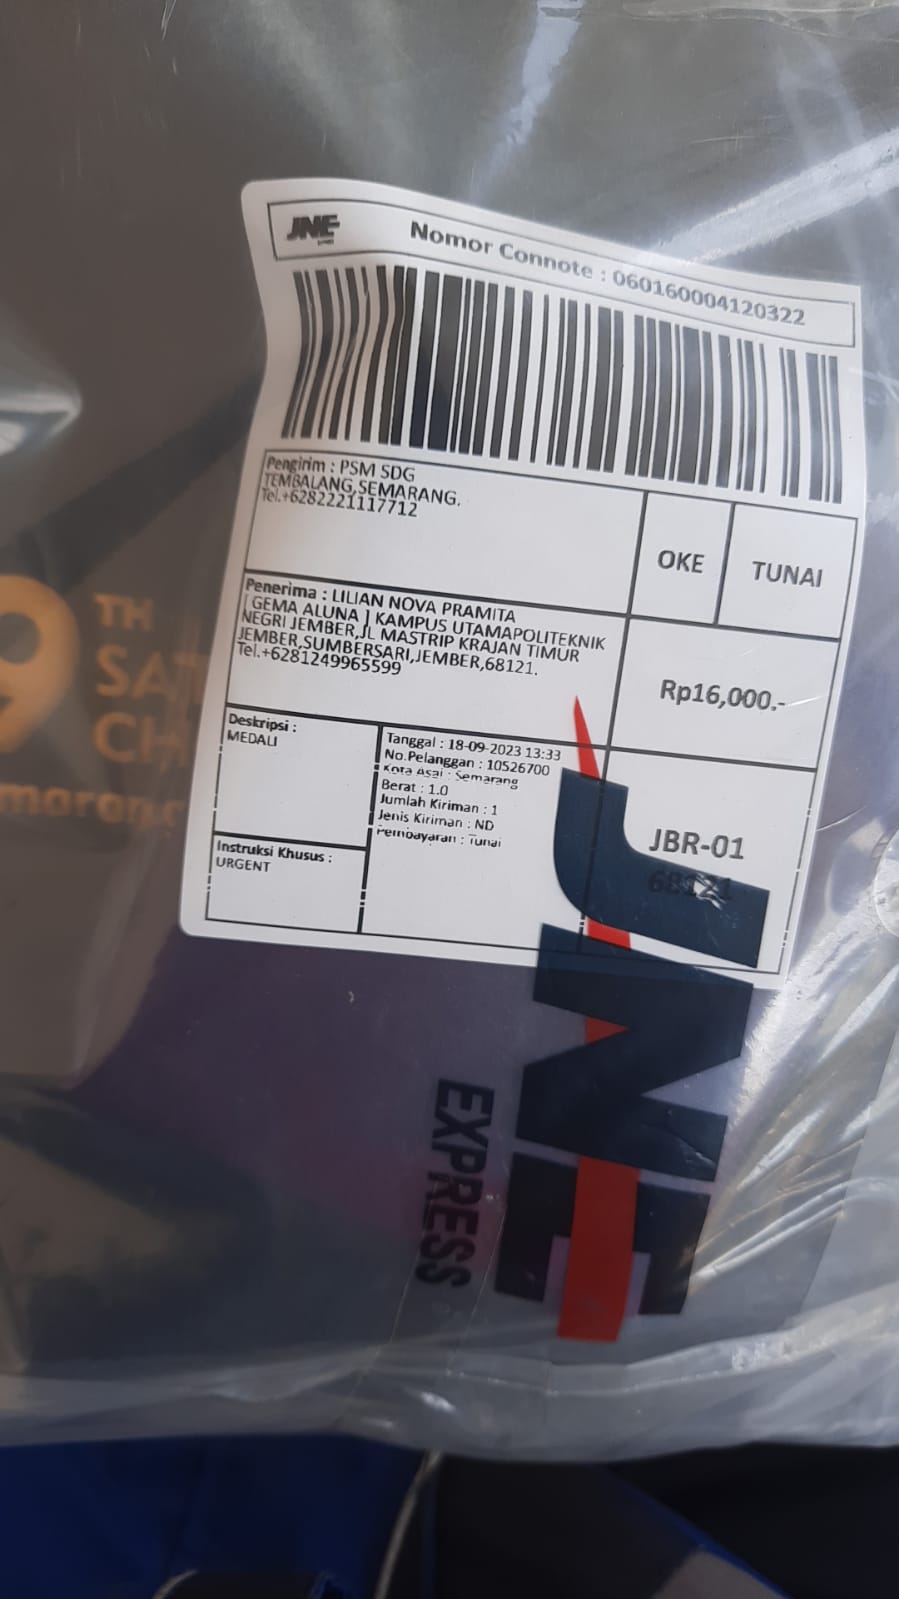 JNE
Nomor Connote : 060160004120322
Pengirim : PSM SDG
TEMBALANG,SEMARANG.
Tel.+6282221117712
OKE
TUNAI
Penerima : LILIAN NOVA PRAMITA
[ GEMA ALUNA ] KAMPUS UTAMAPOLITEKNIK
NEGRI JEMBER,JL MASTRIP KRAJAN TIMUR
JEMBER,SUMBERSARI,JEMBER,68121.
Tel.+6281249965599
Rp16,000.-
Deskripsi :
MEDALI
Tanggal : 18-09-2023 13:33
No.Pelanggan : 10526700
Kota Asal : Semarang
Berat : 1.0
Jumlah Kiriman : 1
Jenis Kiriman : ND
Pembayaran : Tunai
Instruksi Khusus :
URGENT
JBR-01
68121
JNE
EXPRESS
9
TH